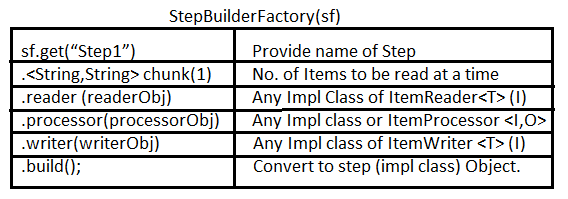 StepBuilderFactory(sf)
sf.get(“Step1”) Provide name of Step
.<String,String> chunk(1) No. of Items to be read at a time
.reader (readerObj) Any Impl Class of ItemReader<T> (I)
.processor(processorObj) Any Impl class or ItemProcessor <I,O>
.writer(writerObj) Any Impl class of ItemWriter <T> (I)
.build(); Convert to step (impl class) Object.